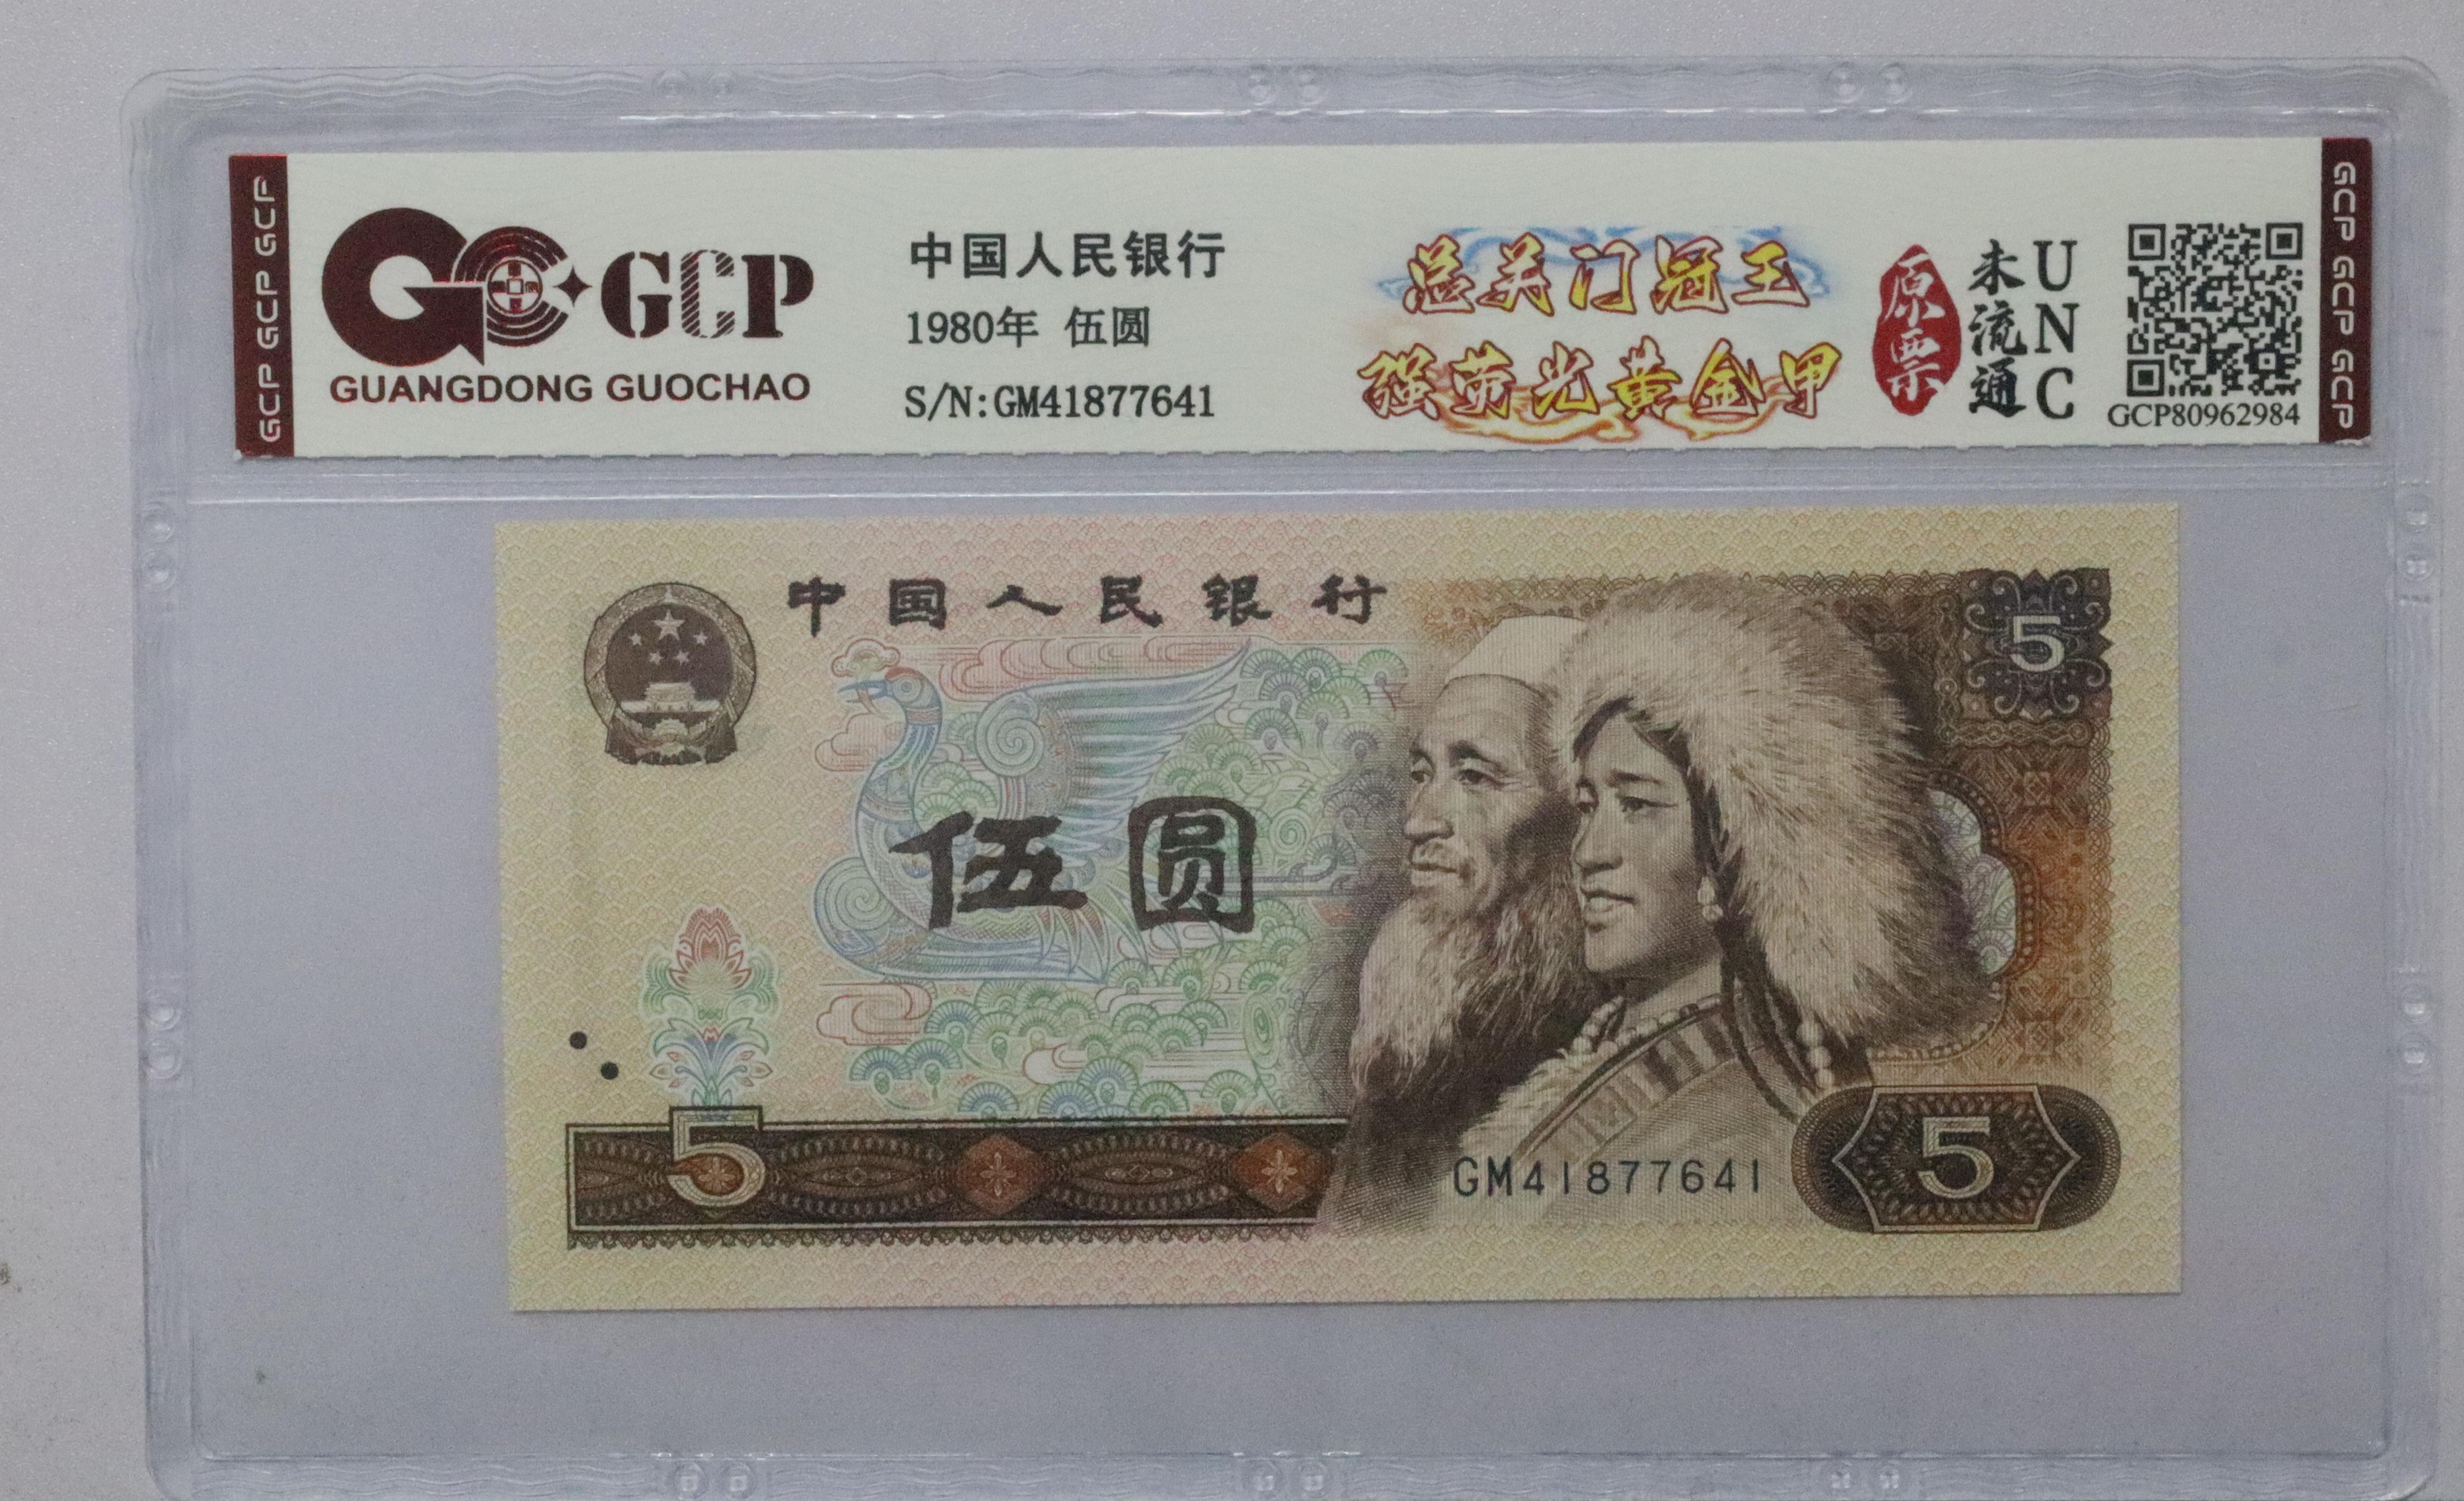 GCP GCP GCP
GC GCP
GUANGDONG GUOCHAO
中国人民银行
1980年 伍圆
S/N:GM41877641
总关门冠王
强荧光黄金甲
原票
未流通
UNC
GCP80962984
GCP GCP GCP
中国人民银行
5
伍圆
5
GM41877641
5